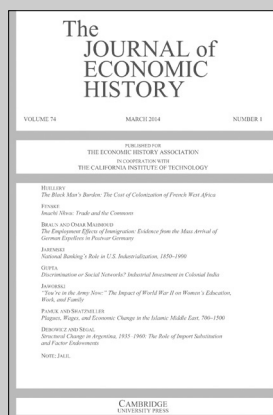 The
JOURNAL of
ECONOMIC
HISTORY
VOLUME 74 MARCH 2014 NUMBER 1
PUBLISHED FOR
THE ECONOMIC HISTORY ASSOCIATION
IN COOPERATION WITH
THE CALIFORNIA INSTITUTE OF TECHNOLOGY
HUILLERY
The Black Man's Burden: The Cost of Colonization of French West Africa
FENSKE
Imachi Nkwu: Trade and the Commons
BRAUN AND OMAR MAHMOUD
The Employment Effects of Immigration: Evidence from the Mass Arrival of
German Expellees in Postwar Germany
JAREMSKI
National Banking's Role in U.S. Industrialization, 1850–1900
GUPTA
Discrimination or Social Networks? Industrial Investment in Colonial India
JAWORSKI
"You're in the Army Now:" The Impact of World War II on Women's Education,
Work, and Family
PAMUK AND SHATZMILLER
Plagues, Wages, and Economic Change in the Islamic Middle East, 700–1500
DEBOWICZ AND SEGAL
Structural Change in Argentina, 1935–1960: The Role of Import Substitution
and Factor Endowments
NOTE: JALIL
CAMBRIDGE
UNIVERSITY PRESS